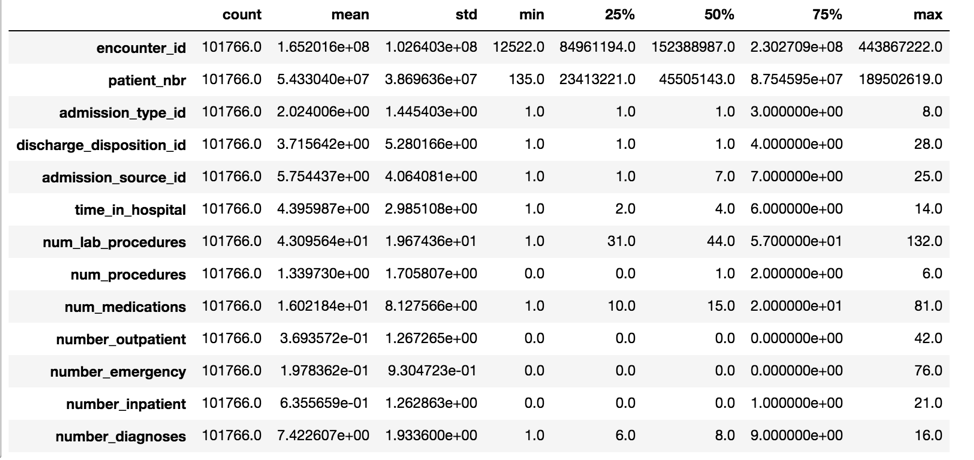 count mean std min 25% 50% 75% max
encounter_id 101766.0 1.652016e+08 1.026403e+08 12522.0 84961194.0 152388987.0 2.302709e+08 443867222.0
patient_nbr 101766.0 5.433040e+07 3.869636e+07 135.0 23413221.0 45505143.0 8.754595e+07 189502619.0
admission_type_id 101766.0 2.024006e+00 1.445403e+00 1.0 1.0 1.0 3.000000e+00 8.0
discharge_disposition_id 101766.0 3.715642e+00 5.280166e+00 1.0 1.0 1.0 4.000000e+00 28.0
admission_source_id 101766.0 5.754437e+00 4.064081e+00 1.0 1.0 7.0 7.000000e+00 25.0
time_in_hospital 101766.0 4.395987e+00 2.985108e+00 1.0 2.0 4.0 6.000000e+00 14.0
num_lab_procedures 101766.0 4.309564e+01 1.967436e+01 1.0 31.0 44.0 5.700000e+01 132.0
num_procedures 101766.0 1.339730e+00 1.705807e+00 0.0 0.0 1.0 2.000000e+00 6.0
num_medications 101766.0 1.602184e+01 8.127566e+00 1.0 10.0 15.0 2.000000e+01 81.0
number_outpatient 101766.0 3.693572e-01 1.267265e+00 0.0 0.0 0.0 0.000000e+00 42.0
number_emergency 101766.0 1.978362e-01 9.304723e-01 0.0 0.0 0.0 0.000000e+00 76.0
number_inpatient 101766.0 6.355659e-01 1.262863e+00 0.0 0.0 0.0 1.000000e+00 21.0
number_diagnoses 101766.0 7.422607e+00 1.933600e+00 1.0 6.0 8.0 9.000000e+00 16.0